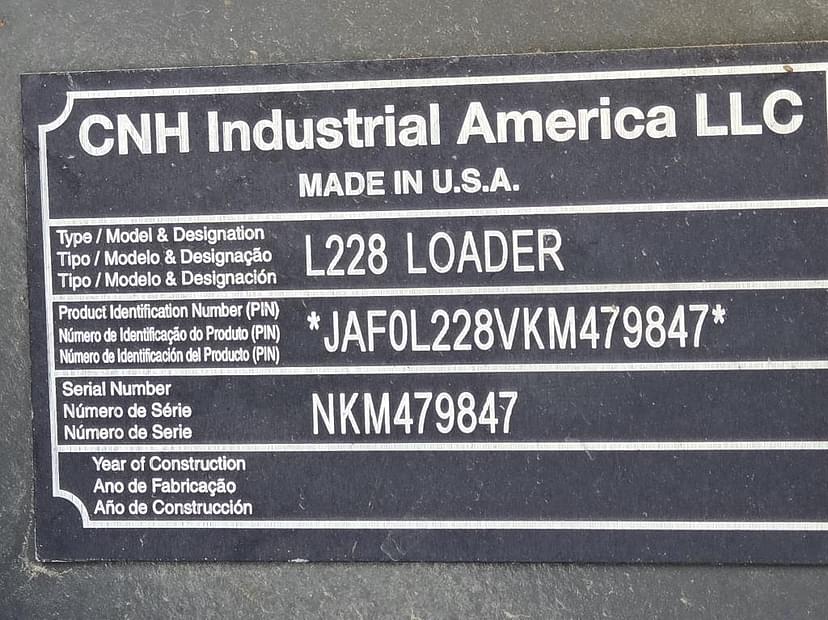 CNH Industrial America LLC
MADE IN U.S.A.
Type / Model & Designation
Tipo / Modelo & Designação
Tipo / Modelo & Designación
L228 LOADER
Product Identification Number (PIN)
Número de Identificação do Produto (PIN)
Número de Identificación del Producto (PIN)
*JAF0L228VKM479847*
Serial Number
Número de Série
Número de Serie
NKM479847
Year of Construction
Ano de Fabricação
Año de Construcción